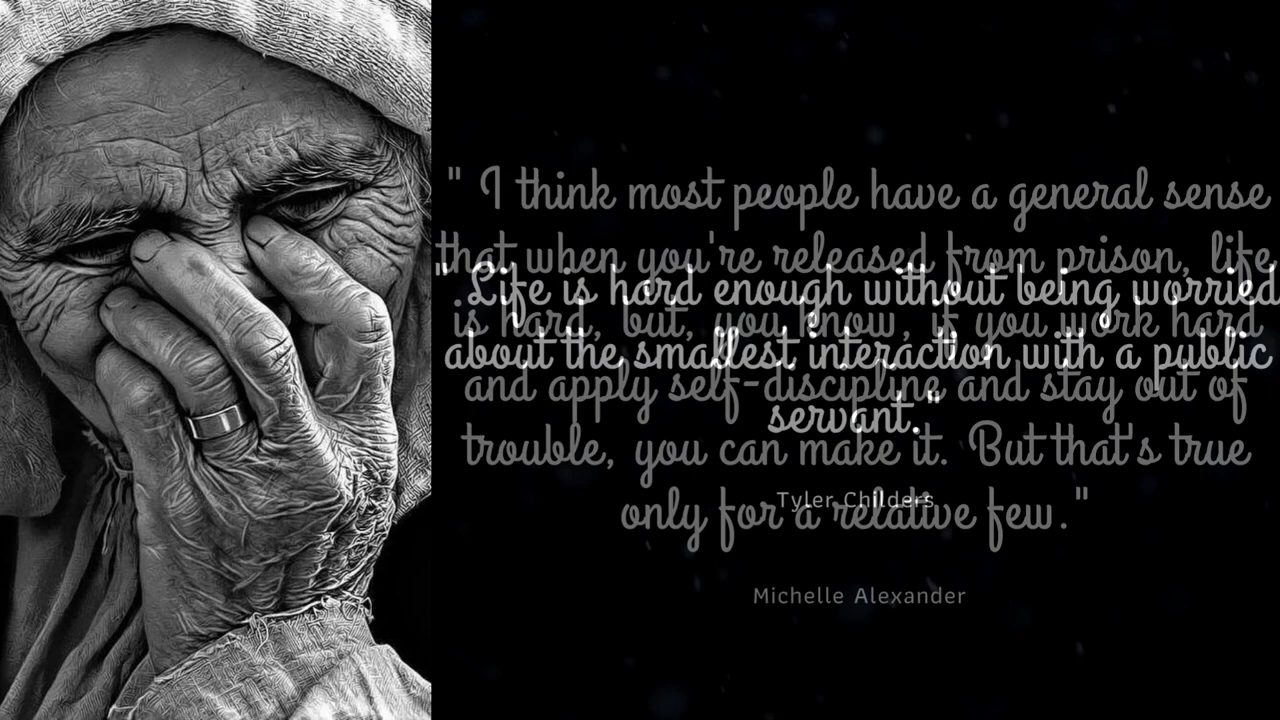 " I think most people have a general sense
that when you're released from prison, life
is hard, but, you know, if you work hard
and apply self-discipline and stay out of
trouble, you can make it. But that's true
only for a relative few."
Michelle Alexander
".Life is hard enough without being worried
about the smallest interaction with a public
servant."
Tyler Childers